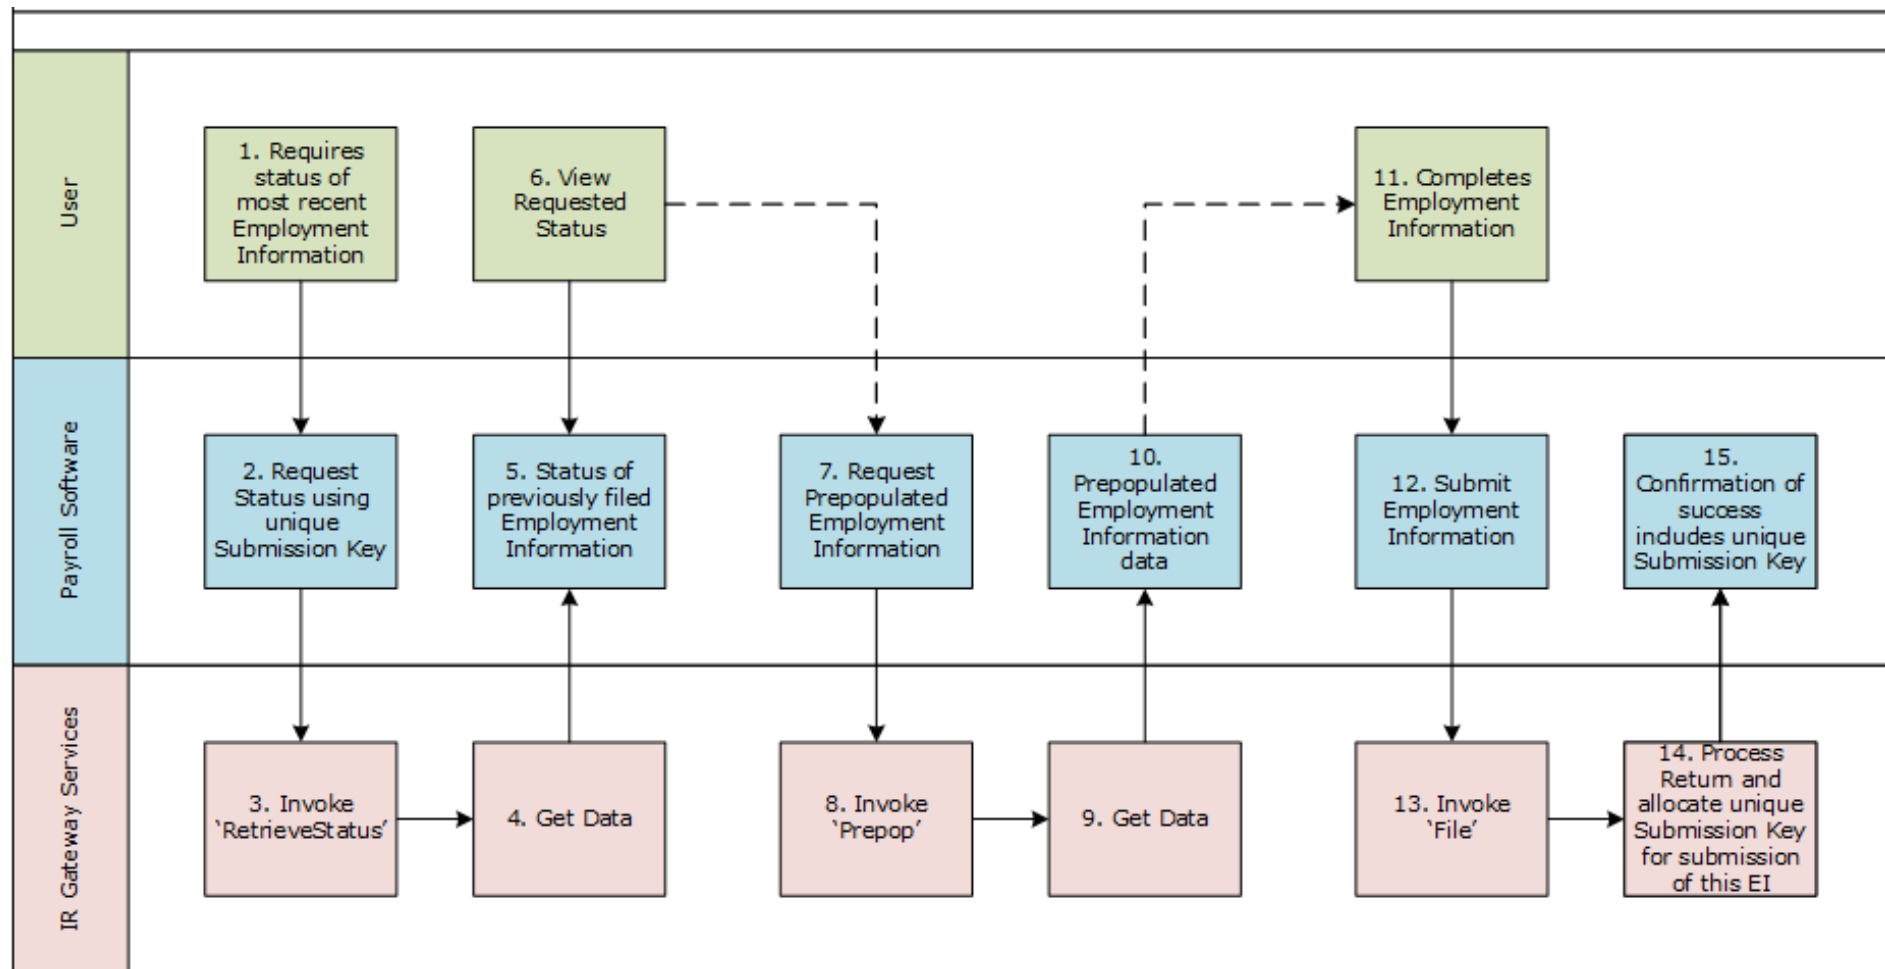 User
1. Requires
status of
most recent
Employment
Information
6. View
Requested
Status
11. Completes
Employment
Information
Payroll Software
2. Request
Status using
unique
Submission Key
5. Status of
previously filed
Employment
Information
7. Request
Prepopulated
Employment
Information
10.
Prepopulated
Employment
Information
data
12. Submit
Employment
Information
15.
Confirmation of
success
includes unique
Submission Key
IR Gateway Services
3. Invoke
‘RetrieveStatus’
4. Get Data
8. Invoke
‘Prepop’
9. Get Data
13. Invoke
‘File’
14. Process
Return and
allocate unique
Submission Key
for submission
of this EI